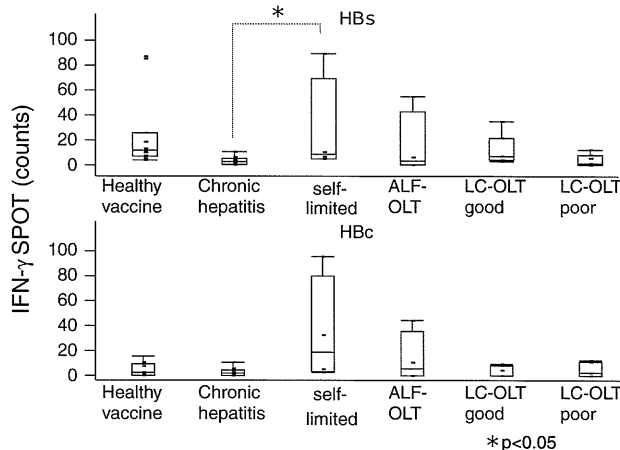 HBs
*
IFN-γ SPOT (counts)
100
80
60
40
20
0
Healthy vaccine
Chronic hepatitis
self-limited
ALF-OLT
LC-OLT good
LC-OLT poor
HBc
100
80
60
40
20
0
Healthy vaccine
Chronic hepatitis
self-limited
ALF-OLT
LC-OLT good
LC-OLT poor
*p<0.05